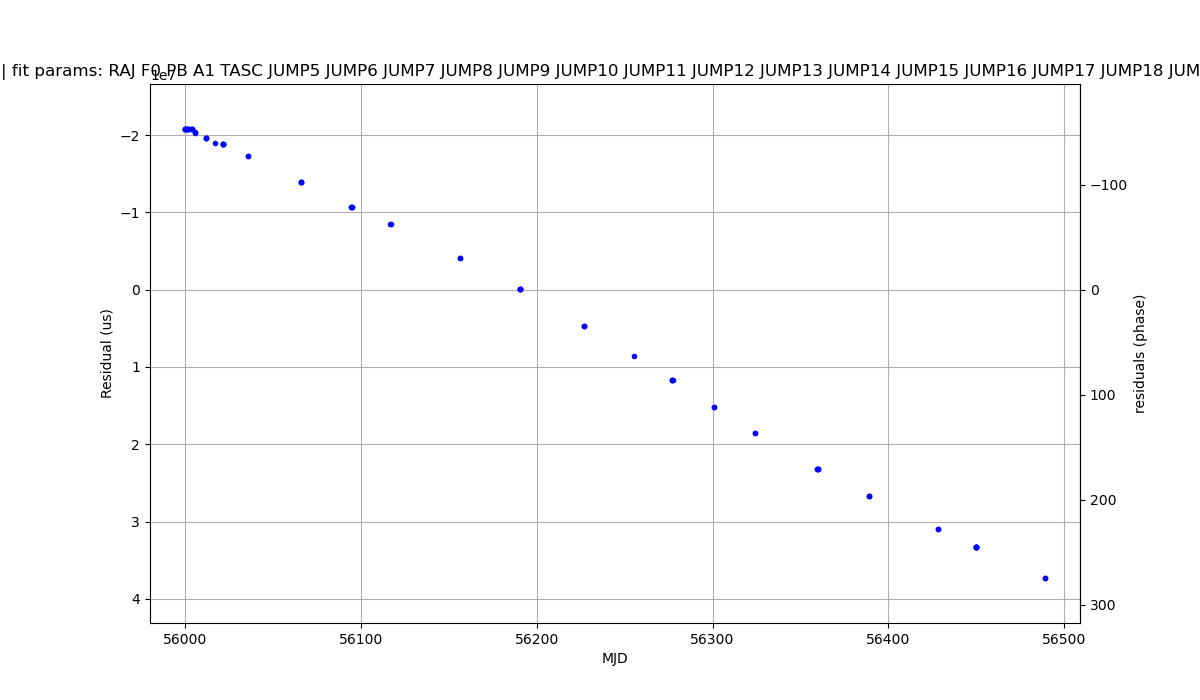 | fit params: RAJ F0 PB A1 TASC JUMP5 JUMP6 JUMP7 JUMP8 JUMP9 JUMP10 JUMP11 JUMP12 JUMP13 JUMP14 JUMP15 JUMP16 JUMP17 JUMP18 JUM
1e7
−2
−1
0
1
2
3
4
Residual (us)
−100
0
100
200
300
residuals (phase)
56000 56100 56200 56300 56400 56500
MJD